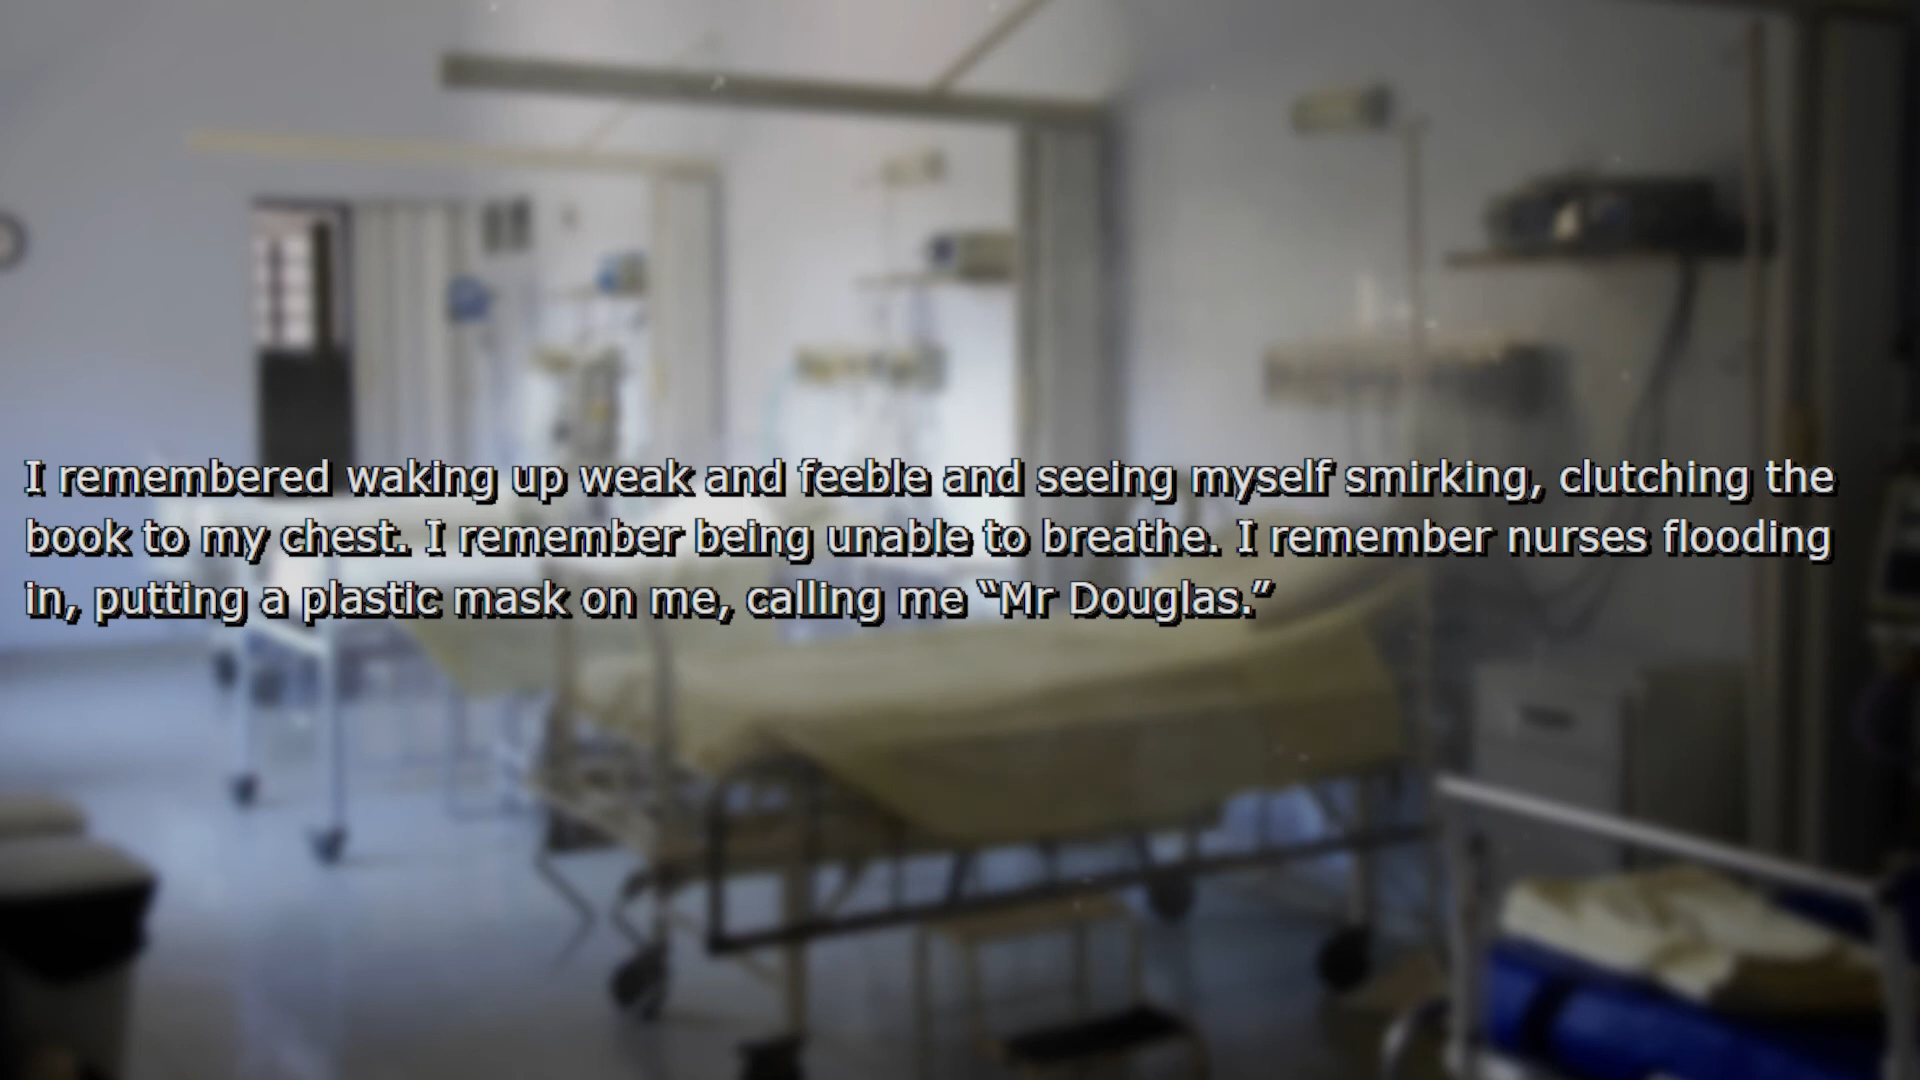 I remembered waking up weak and feeble and seeing myself smirking, clutching the
book to my chest. I remember being unable to breathe. I remember nurses flooding
in, putting a plastic mask on me, calling me “Mr Douglas.”